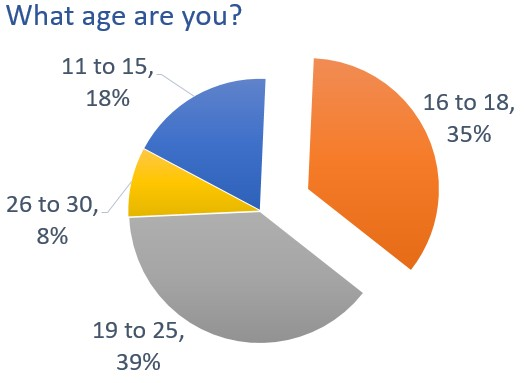 What age are you?
11 to 15,
18%
16 to 18,
35%
26 to 30,
8%
19 to 25,
39%